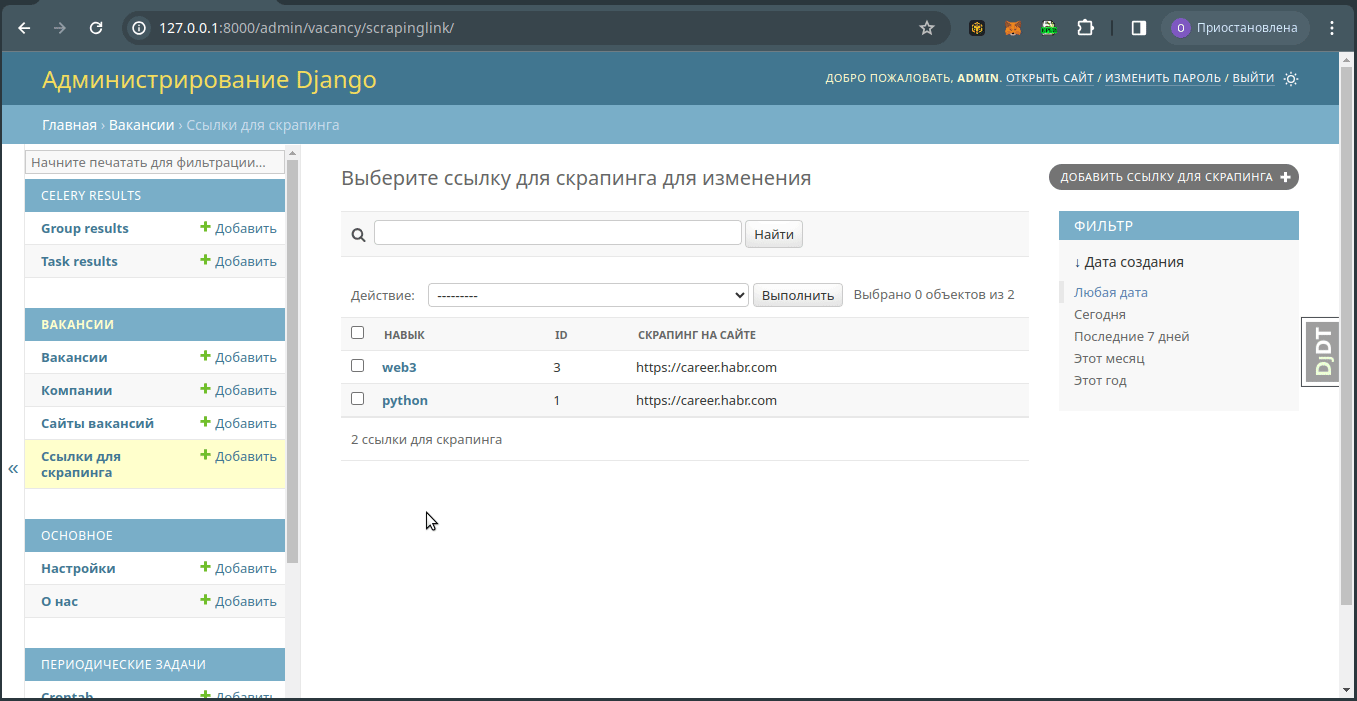 127.0.0.1:8000/admin/vacancy/scrapinglink/
O Приостановлена
Администрирование Django
ДОБРО ПОЖАЛОВАТЬ, ADMIN. ОТКРЫТЬ САЙТ / ИЗМЕНИТЬ ПАРОЛЬ / ВЫЙТИ
Главная › Вакансии › Ссылки для скрапинга
Начните печатать для фильтрации...
CELERY RESULTS
Group results + Добавить
Task results + Добавить
ВАКАНСИИ
Вакансии + Добавить
Компании + Добавить
Сайты вакансий + Добавить
Ссылки для + Добавить
скрапинга
«
ОСНОВНОЕ
Настройки + Добавить
О нас + Добавить
ПЕРИОДИЧЕСКИЕ ЗАДАЧИ
Crontab + Добавить
Выберите ссылку для скрапинга для изменения
ДОБАВИТЬ ССЫЛКУ ДЛЯ СКРАПИНГА +
Найти
Действие: --------- Выполнить Выбрано 0 объектов из 2
НАВЫК ID СКРАПИНГ НА САЙТЕ
web3 3 https://career.habr.com
python 1 https://career.habr.com
2 ссылки для скрапинга
ФИЛЬТР
↓ Дата создания
Любая дата
Сегодня
Последние 7 дней
Этот месяц
Этот год
DjDT